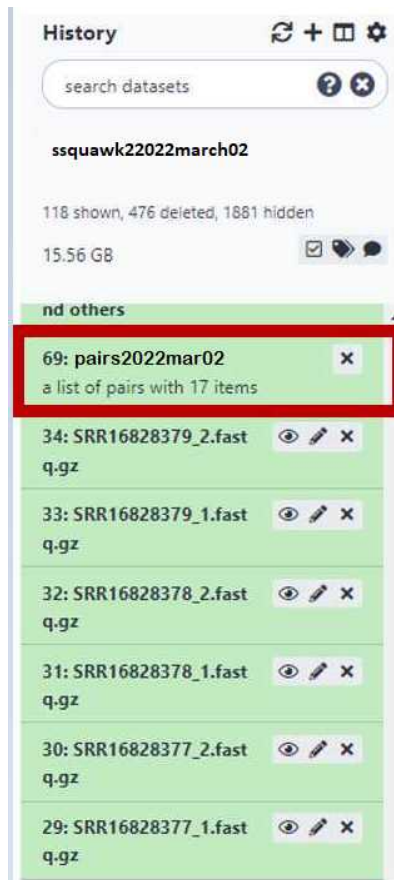 History
search datasets
ssquawk22022march02
118 shown, 476 deleted, 1881 hidden
15.56 GB
nd others
69: pairs2022mar02
a list of pairs with 17 items
34: SRR16828379_2.fast
q.gz
33: SRR16828379_1.fast
q.gz
32: SRR16828378_2.fast
q.gz
31: SRR16828378_1.fast
q.gz
30: SRR16828377_2.fast
q.gz
29: SRR16828377_1.fast
q.gz